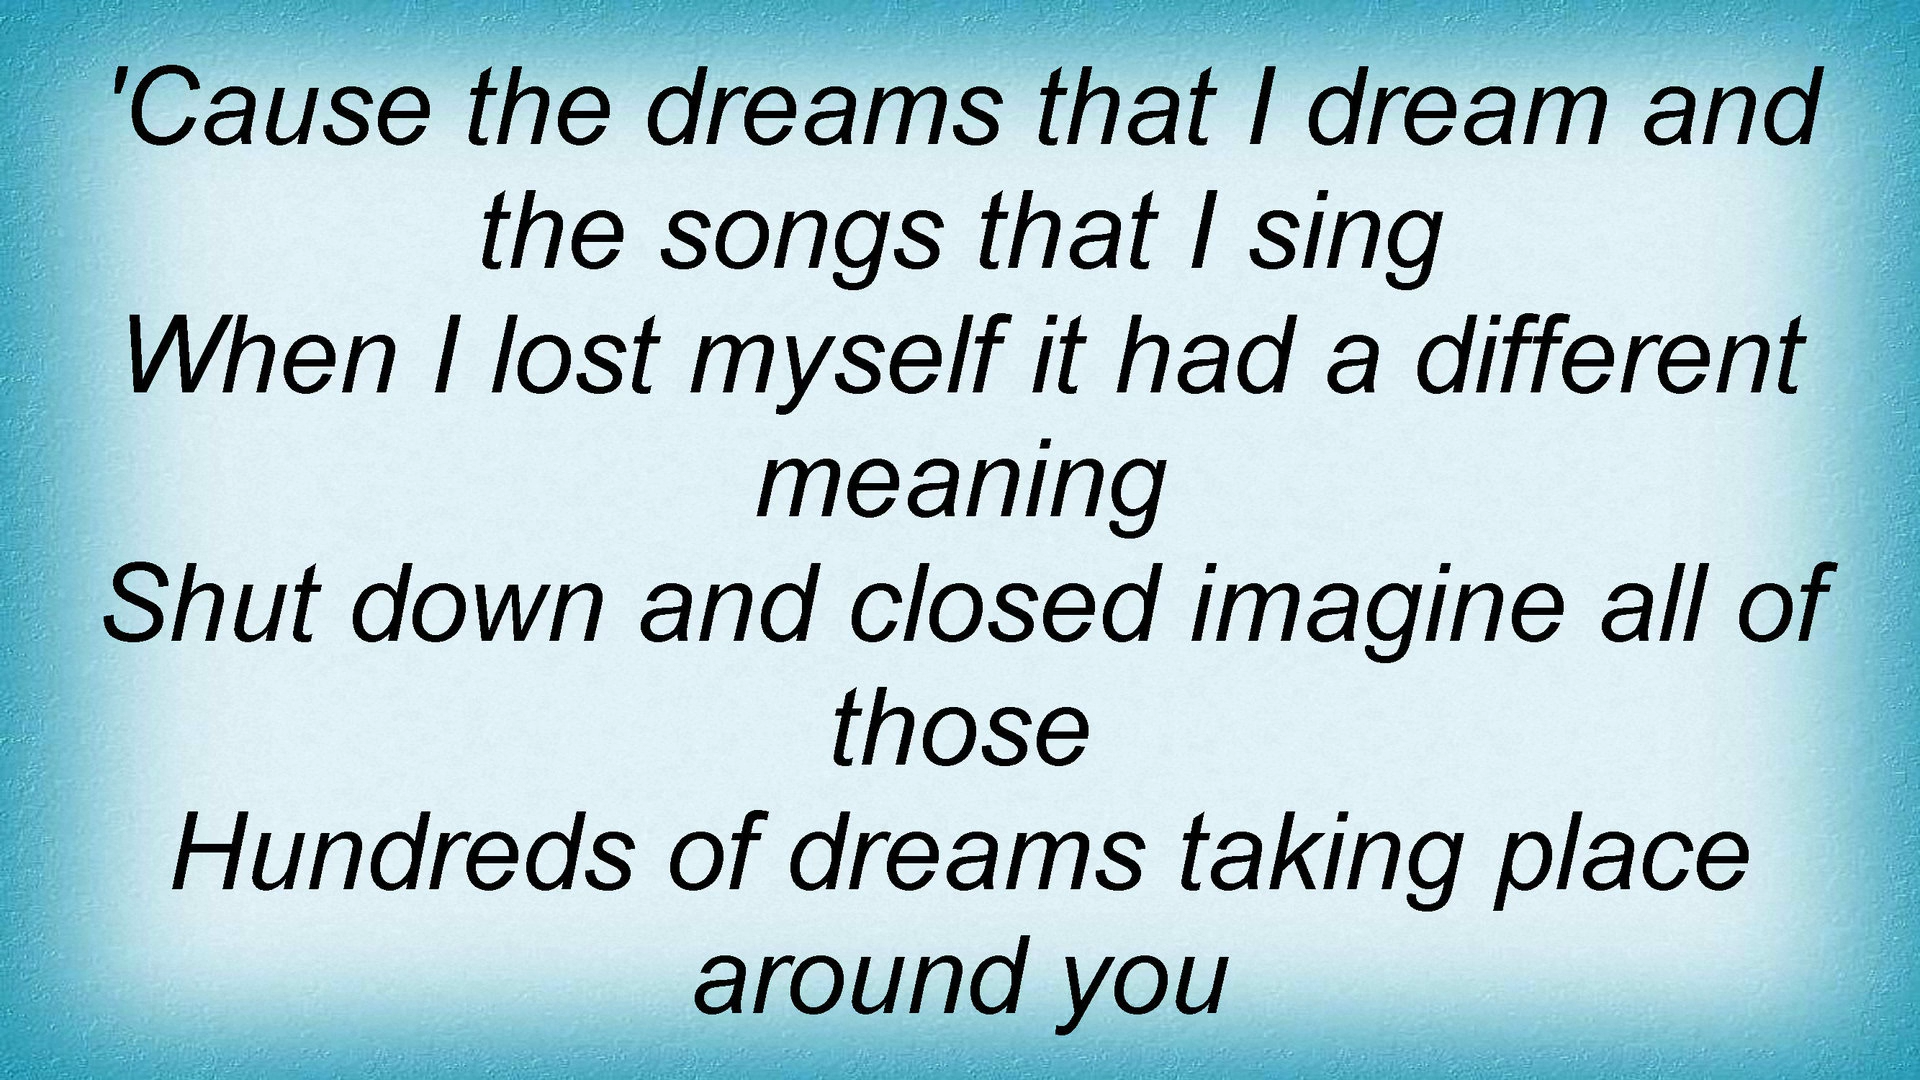 'Cause the dreams that I dream and
the songs that I sing
When I lost myself it had a different
meaning
Shut down and closed imagine all of
those
Hundreds of dreams taking place
around you